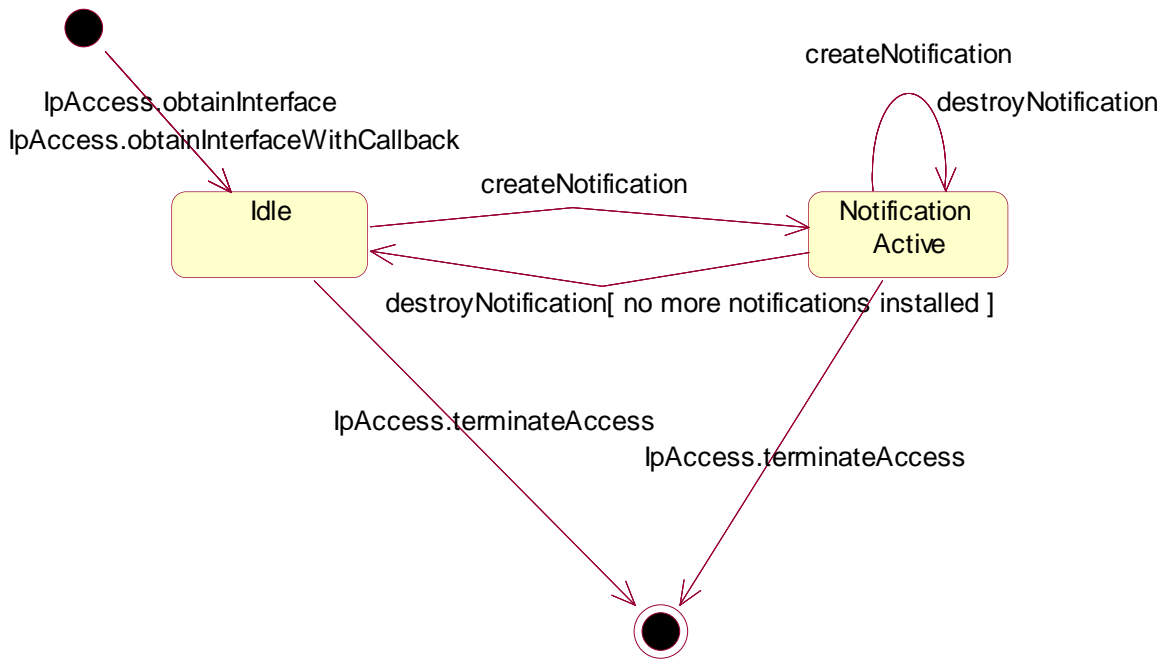 createNotification
IpAccess.obtainInterface
destroyNotification
IpAccess.obtainInterfaceWithCallback
createNotification
Idle
Notification
Active
destroyNotification[ no more notifications installed ]
IpAccess.terminateAccess
IpAccess.terminateAccess